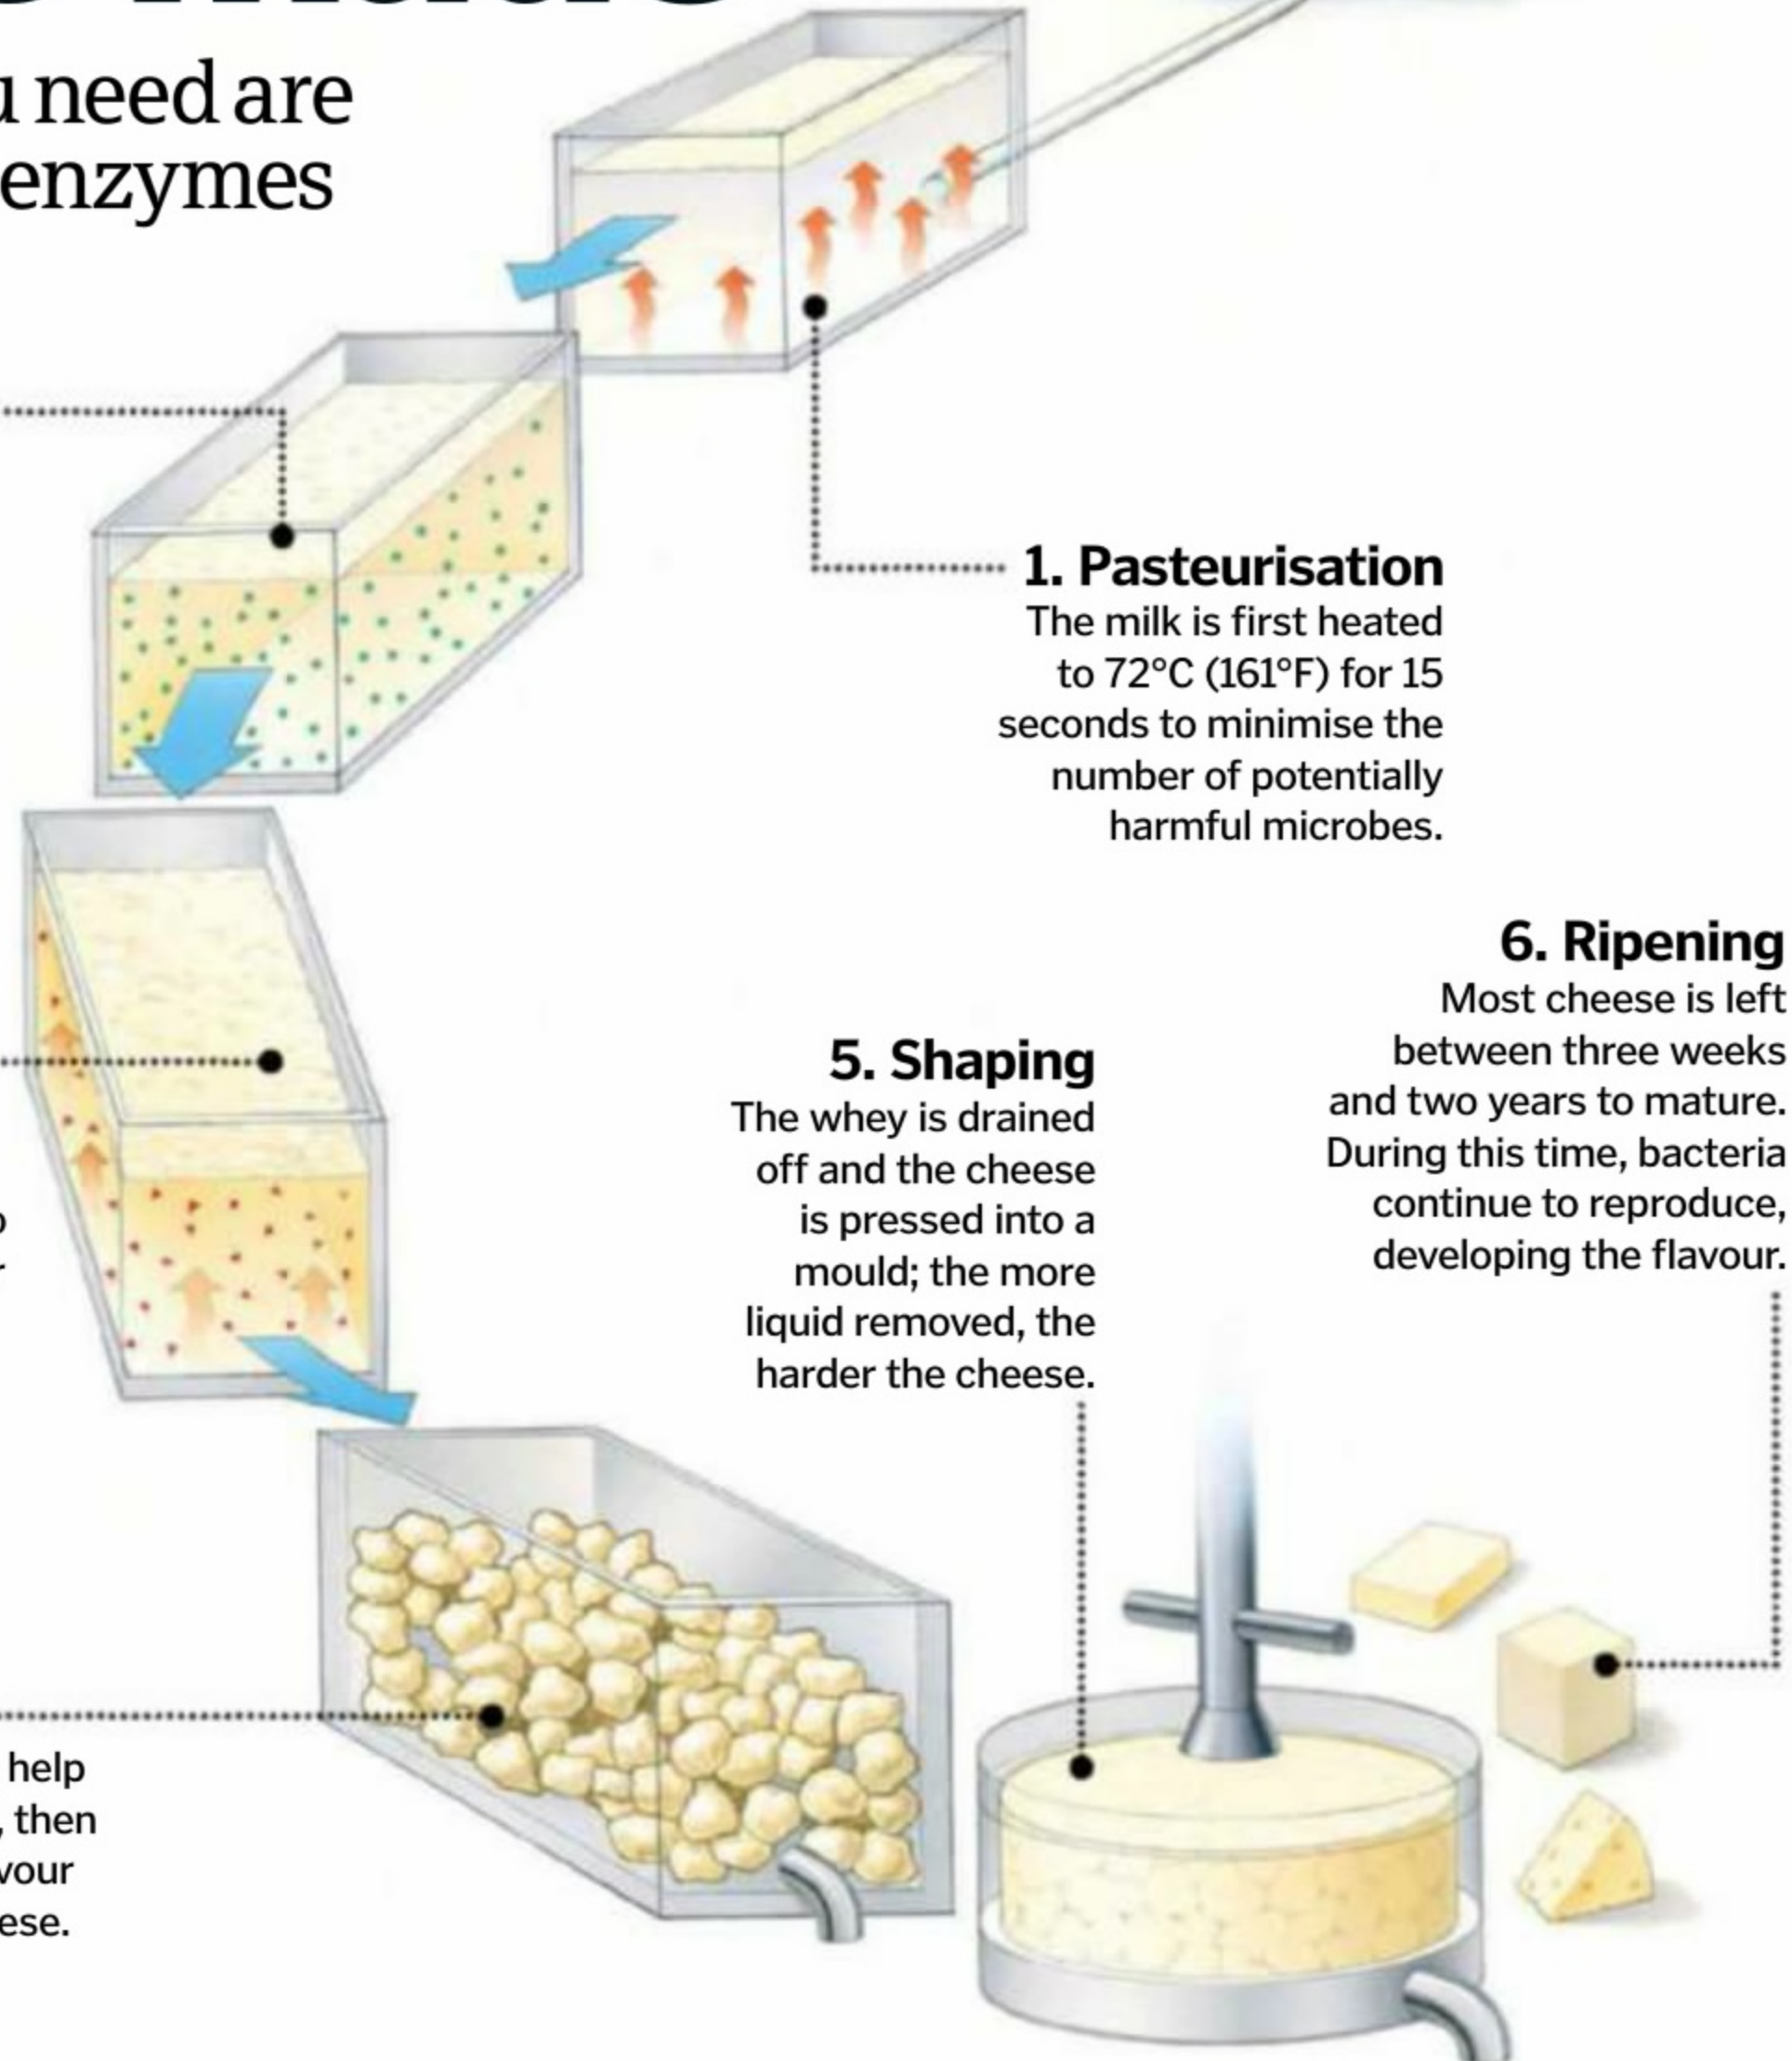 need are
enzymes
1. Pasteurisation
The milk is first heated
to 72°C (161°F) for 15
seconds to minimise the
number of potentially
harmful microbes.
6. Ripening
Most cheese is left
between three weeks
and two years to mature.
During this time, bacteria
continue to reproduce,
developing the flavour.
5. Shaping
The whey is drained
off and the cheese
is pressed into a
mould; the more
liquid removed, the
harder the cheese.
help
, then
vour
ese.